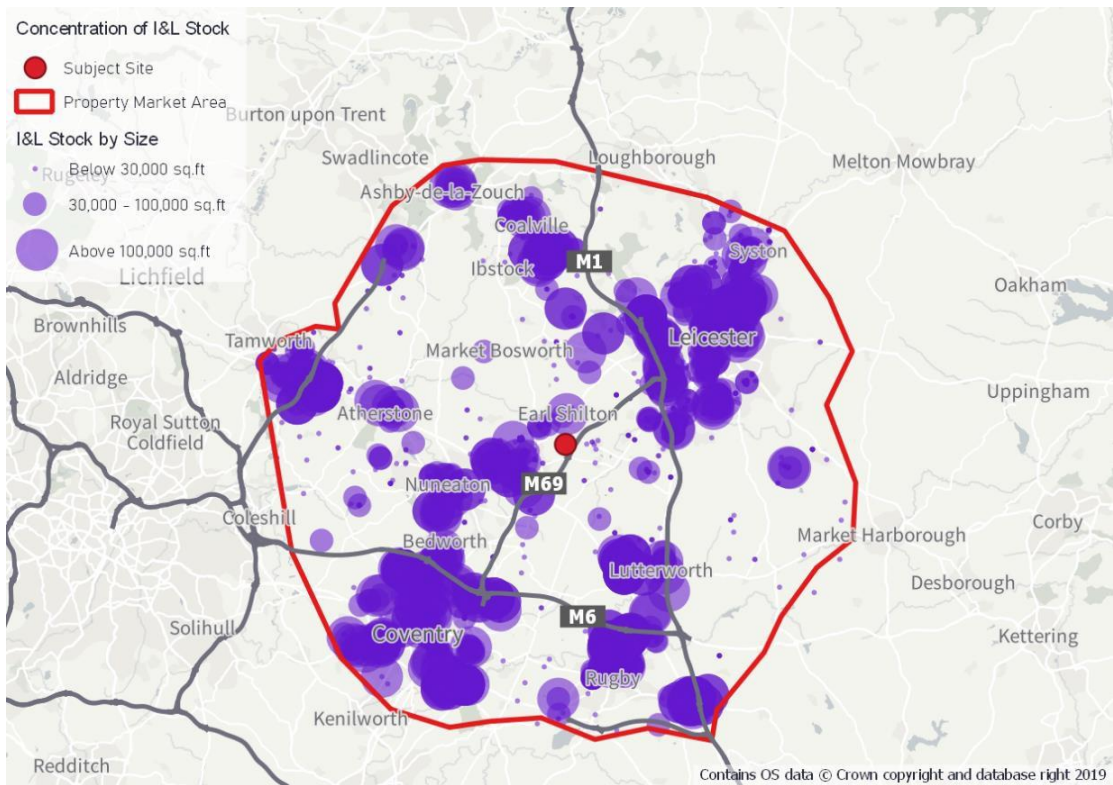 Concentration of I&L Stock
Subject Site
Property Market Area
I&L Stock by Size
Below 30,000 sq.ft
30,000 - 100,000 sq.ft
Above 100,000 sq.ft
Burton upon Trent
Swadlincote
Loughborough
Melton Mowbray
Rugeley
Ashby-de-la-Zouch
Coalville
Syston
Ibstock
M1
Lichfield
Oakham
Brownhills
Tamworth
Leicester
Market Bosworth
Aldridge
Uppingham
Atherstone
Earl Shilton
Royal Sutton
Coldfield
Nuneaton
M69
Coleshill
Corby
Market Harborough
Bedworth
Lutterworth
Desborough
M6
Solihull
Coventry
Kettering
Rugby
Kenilworth
Redditch
Contains OS data © Crown copyright and database right 2019